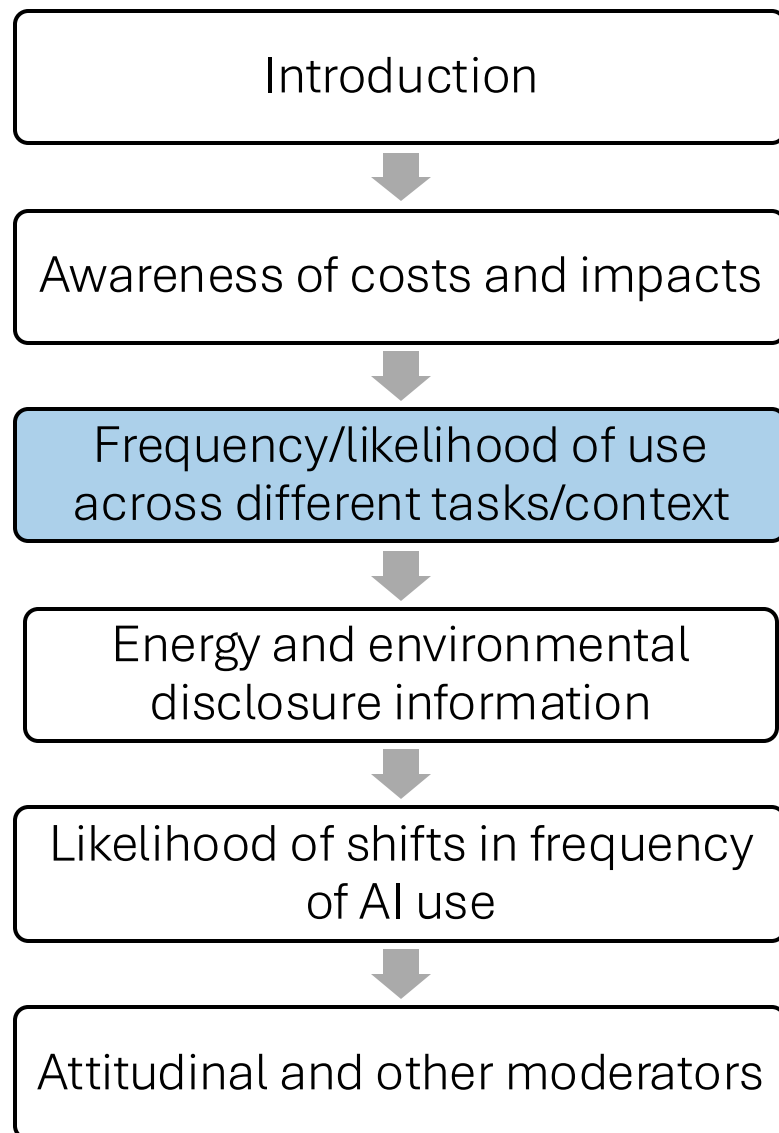 Introduction
Awareness of costs and impacts
Frequency/likelihood of use
across different tasks/context
Energy and environmental
disclosure information
Likelihood of shifts in frequency
of AI use
Attitudinal and other moderators